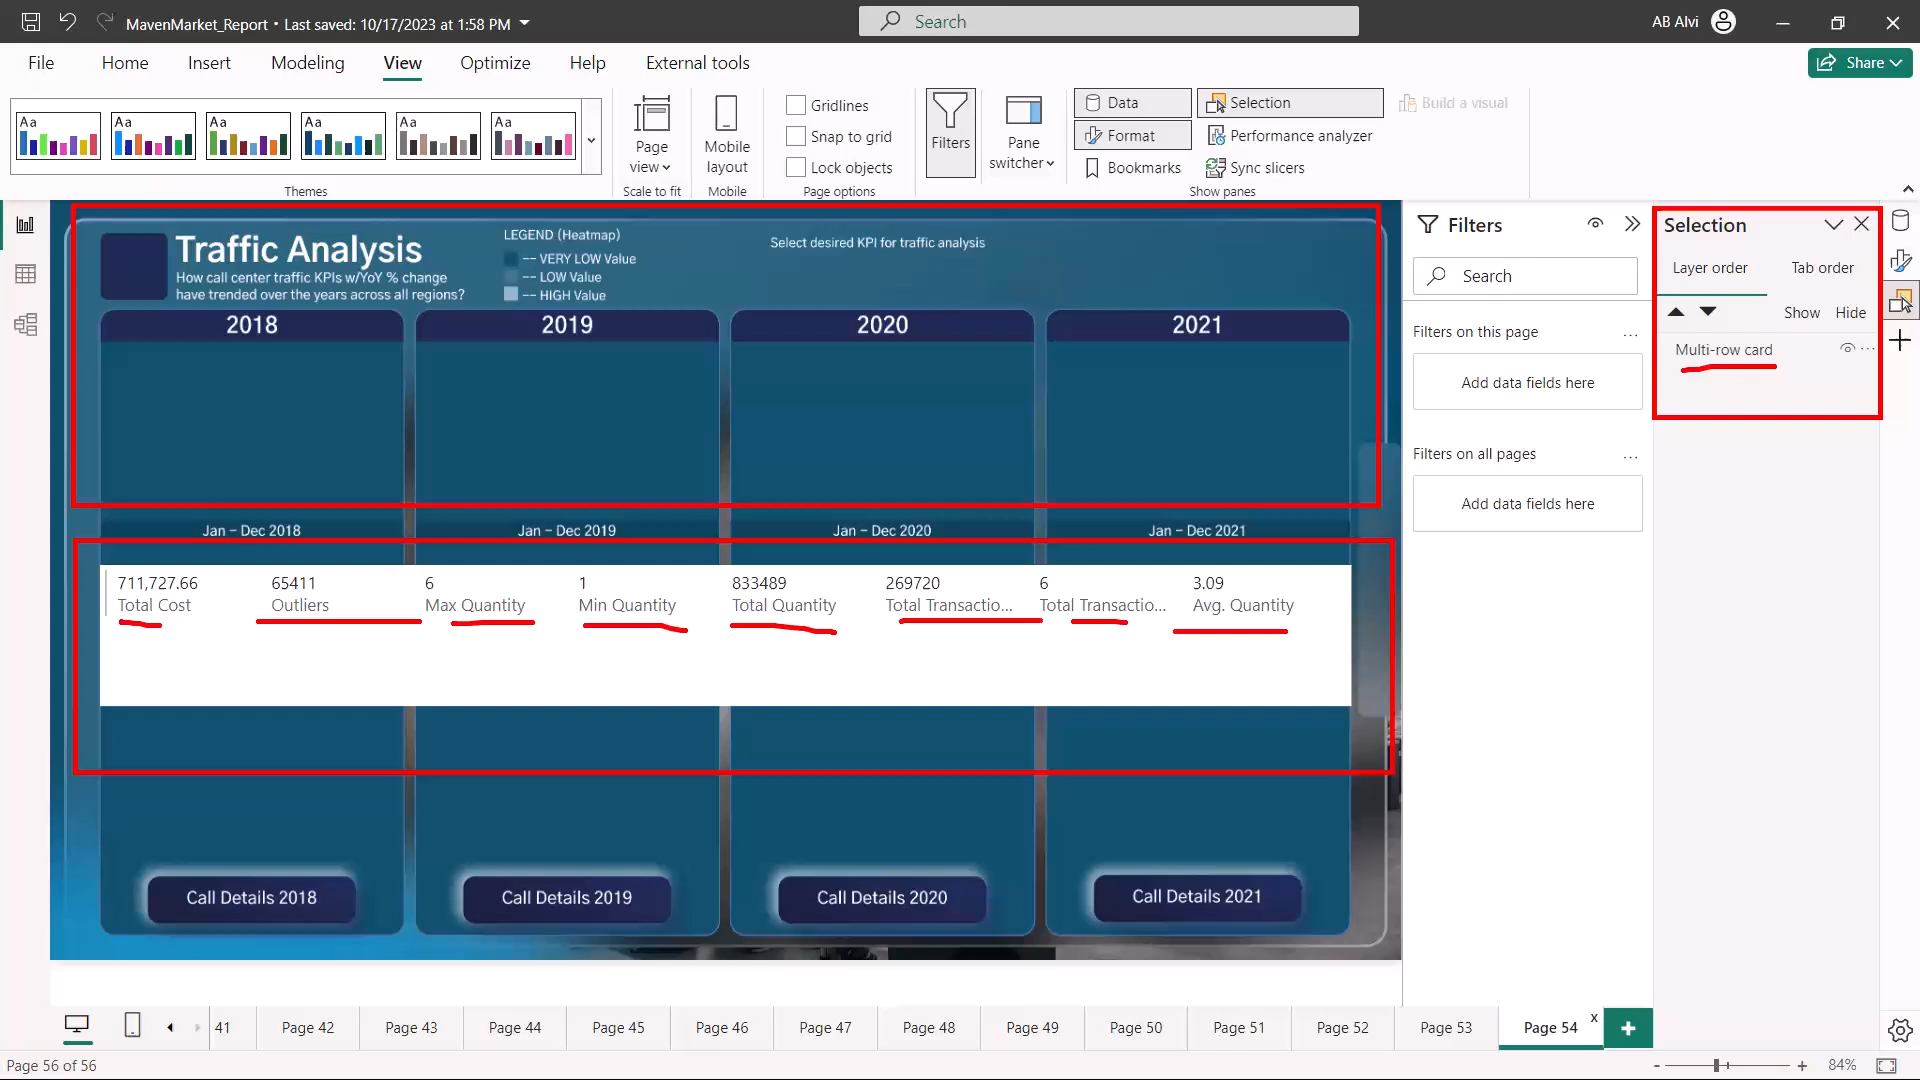 MavenMarket_Report • Last saved: 10/17/2023 at 1:58 PM
Search
AB Alvi
File Home Insert Modeling View Optimize Help External tools
Share
Aa Aa Aa Aa Aa Aa
Themes
Page view
Scale to fit
Mobile layout
Mobile
Gridlines
Snap to grid
Lock objects
Page options
Filters
Pane switcher
Data
Format
Bookmarks
Selection
Performance analyzer
Sync slicers
Show panes
Build a visual
Traffic Analysis
How call center traffic KPIs w/YoY % change
have trended over the years across all regions?
LEGEND (Heatmap)
-- VERY LOW Value
-- LOW Value
-- HIGH Value
Select desired KPI for traffic analysis
2018 2019 2020 2021
Jan – Dec 2018 Jan – Dec 2019 Jan – Dec 2020 Jan – Dec 2021
711,727.66 65411 6 1 833489 269720 6 3.09
Total Cost Outliers Max Quantity Min Quantity Total Quantity Total Transactio... Total Transactio... Avg. Quantity
Call Details 2018 Call Details 2019 Call Details 2020 Call Details 2021
Filters
Search
Filters on this page ...
Add data fields here
Filters on all pages ...
Add data fields here
Selection
Layer order Tab order
Show Hide
Multi-row card ...
41 Page 42 Page 43 Page 44 Page 45 Page 46 Page 47 Page 48 Page 49 Page 50 Page 51 Page 52 Page 53 Page 54 x +
Page 56 of 56
- + 84%